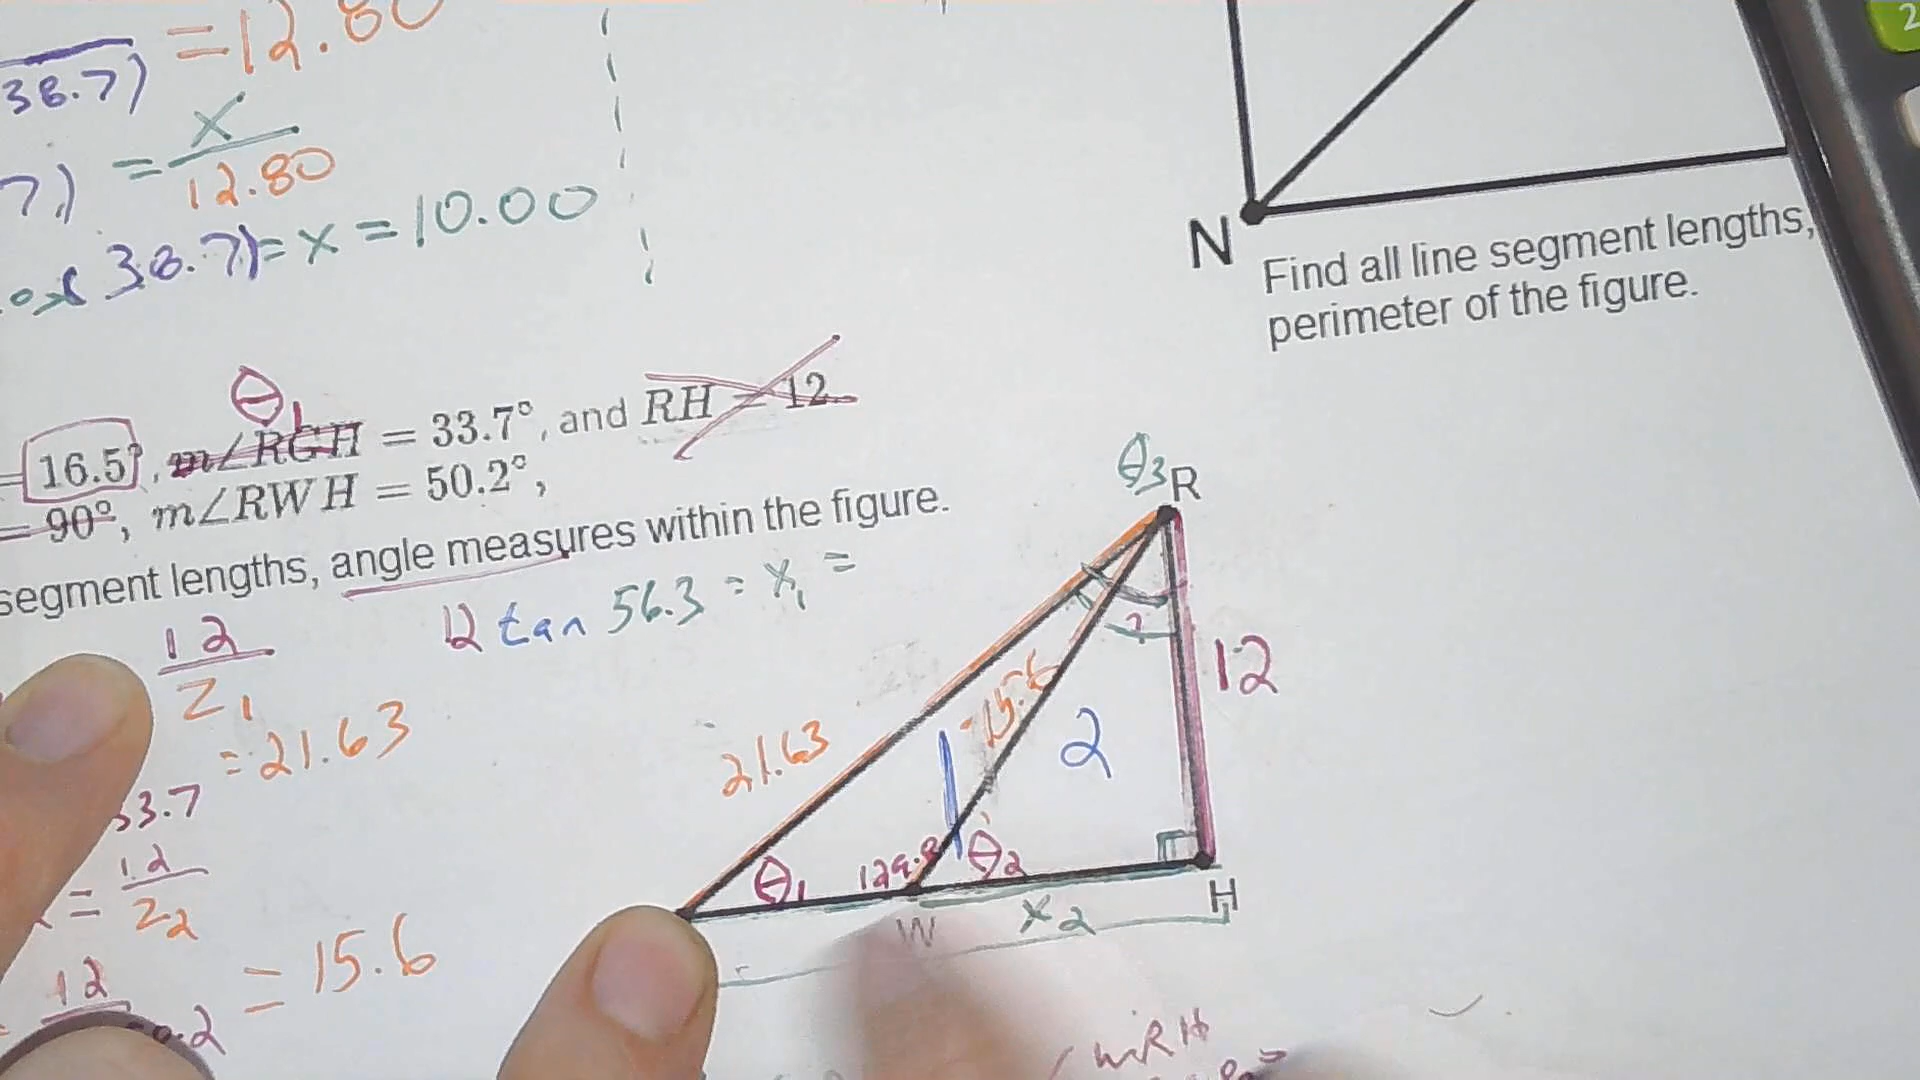 = 12.80
38.7)
= x
12.80
7)
38.7) = x = 10.00
N
Find all line segment lengths,
perimeter of the figure.
θ1
= 16.5°, m∠RGH = 33.7°, and RH = 12
= 90°, m∠RWH = 50.2°,
segment lengths, angle measures within the figure.
12 tan 56.3 = x1 =
12
z1
= 21.63
33.7
= 12
z2
12
= 15.6
θ3 R
?
12
15.6
21.63
2
1
θ1 129.8 θ2
W
x2
H
2